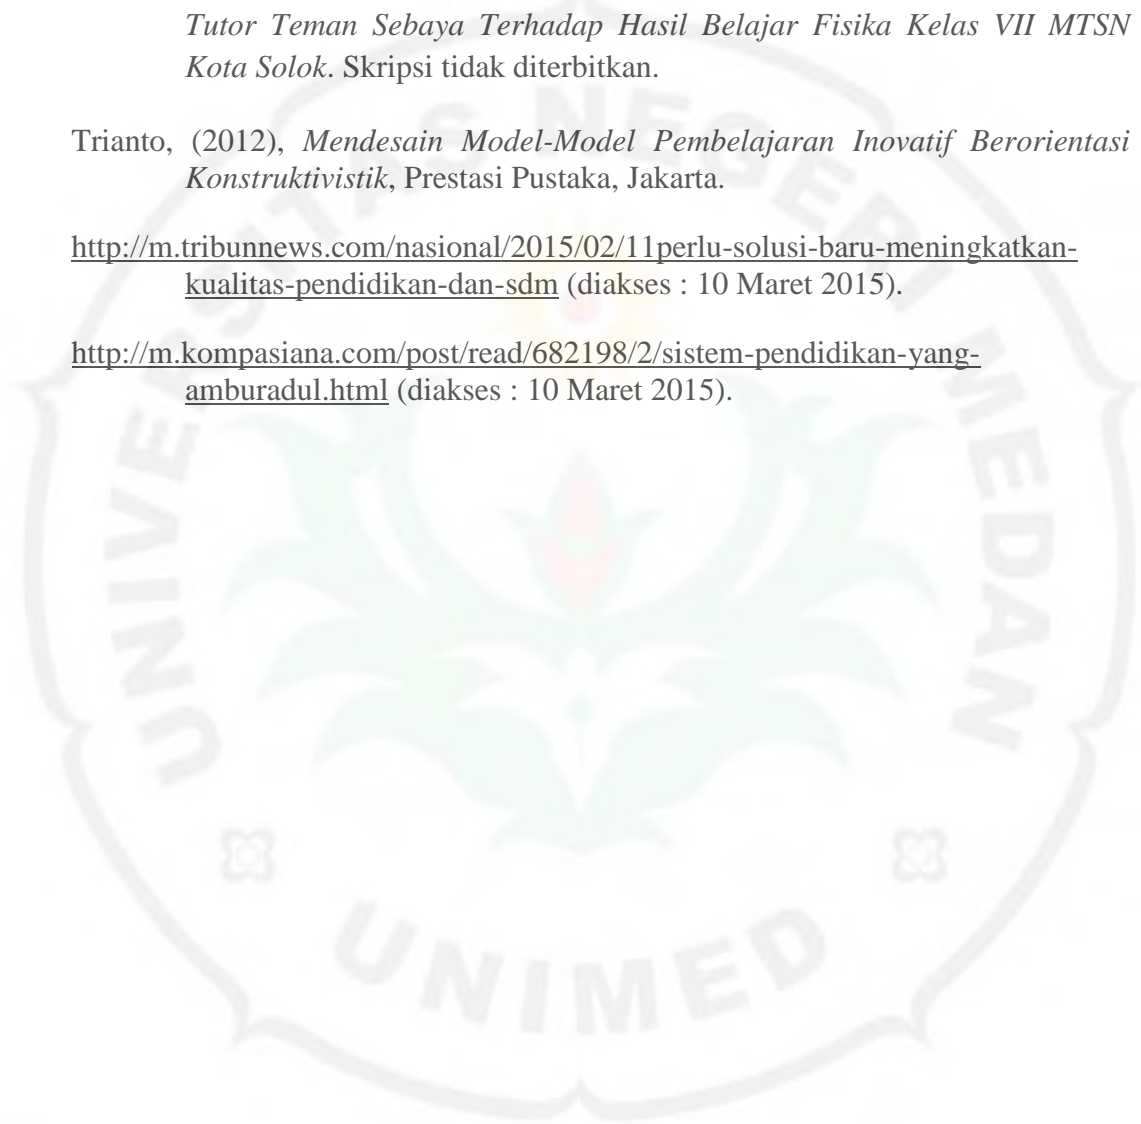 Tutor Teman Sebaya Terhadap Hasil Belajar Fisika Kelas VII MTSN
Kota Solok. Skripsi tidak diterbitkan.
Trianto, (2012), Mendesain Model-Model Pembelajaran Inovatif Berorientasi
Konstruktivistik, Prestasi Pustaka, Jakarta.
http://m.tribunnews.com/nasional/2015/02/11perlu-solusi-baru-meningkatkan-
kualitas-pendidikan-dan-sdm (diakses : 10 Maret 2015).
http://m.kompasiana.com/post/read/682198/2/sistem-pendidikan-yang-
amburadul.html (diakses : 10 Maret 2015).
UNIVERSITAS NEGERI MEDAN
UNIMED